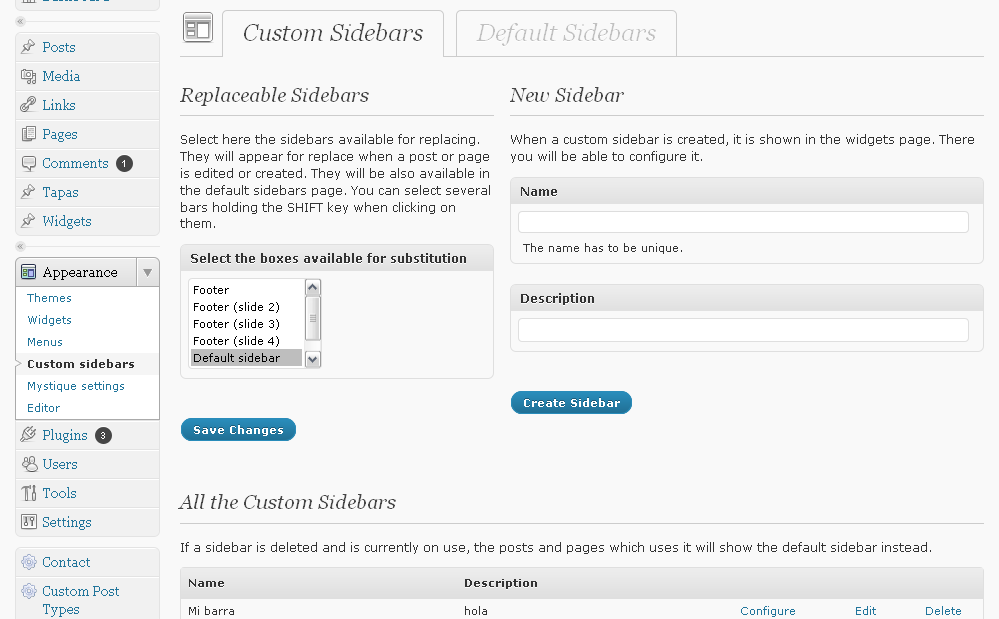 Posts
Media
Links
Pages
Comments 1
Tapas
Widgets
Appearance
Themes
Widgets
Menus
Custom sidebars
Mystique settings
Editor
Plugins 3
Users
Tools
Settings
Contact
Custom Post
Types
Custom Sidebars
Default Sidebars
Replaceable Sidebars
Select here the sidebars available for replacing.
They will appear for replace when a post or page
is edited or created. They will be also available in
the default sidebars page. You can select several
bars holding the SHIFT key when clicking on
them.
Select the boxes available for substitution
Footer
Footer (slide 2)
Footer (slide 3)
Footer (slide 4)
Default sidebar
Save Changes
New Sidebar
When a custom sidebar is created, it is shown in the widgets page. There
you will be able to configure it.
Name
The name has to be unique.
Description
Create Sidebar
All the Custom Sidebars
If a sidebar is deleted and is currently on use, the posts and pages which uses it will show the default sidebar instead.
Name Description
Mi barra hola Configure Edit Delete